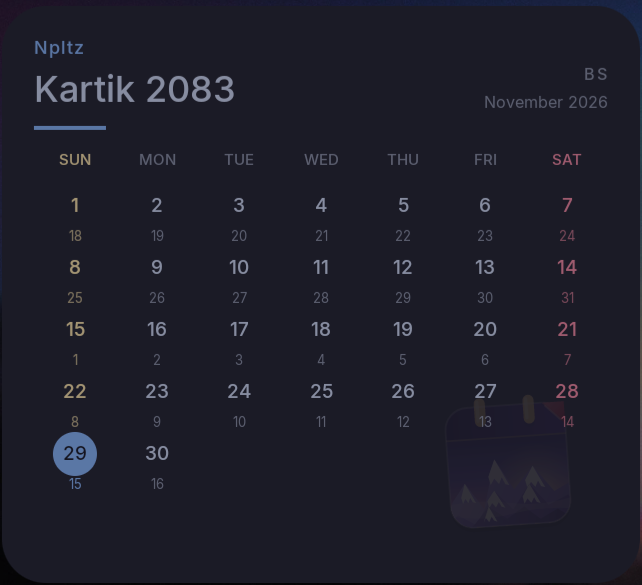 Npltz
Kartik 2083
BS
November 2026
SUN MON TUE WED THU FRI SAT
1 2 3 4 5 6 7
18 19 20 21 22 23 24
8 9 10 11 12 13 14
25 26 27 28 29 30 31
15 16 17 18 19 20 21
1 2 3 4 5 6 7
22 23 24 25 26 27 28
8 9 10 11 12 13 14
29 30
15 16